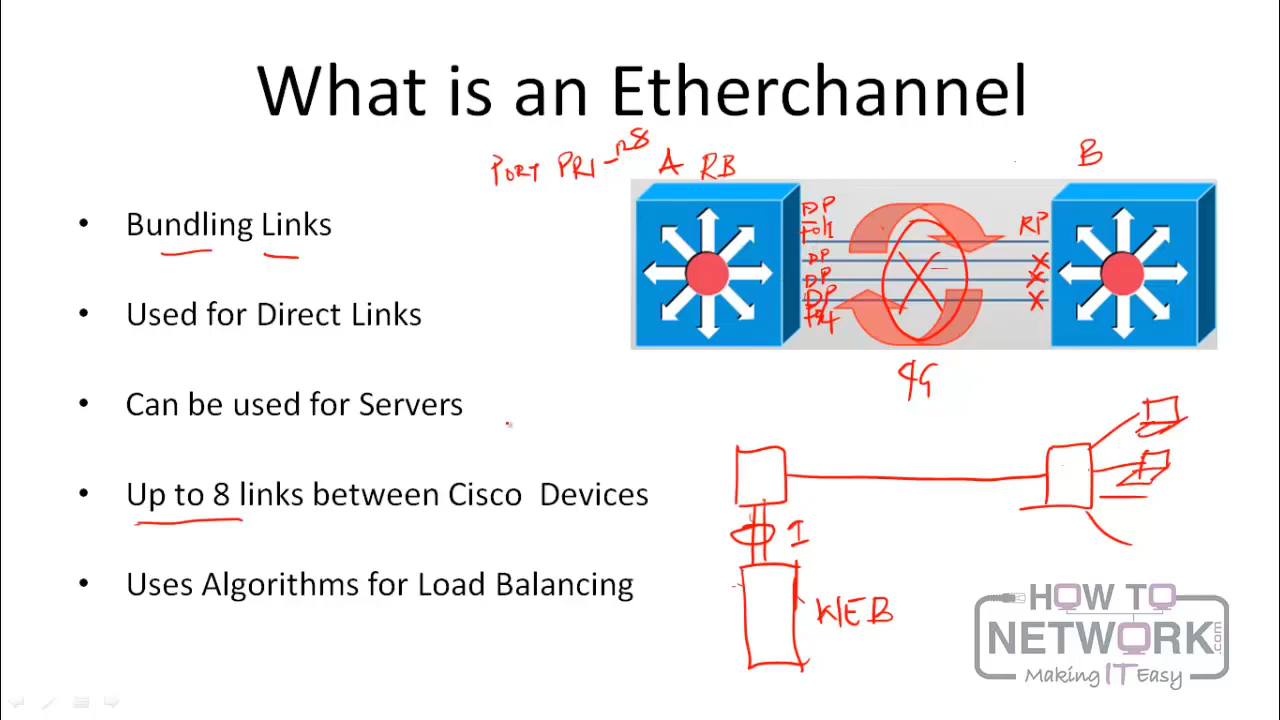 What is an Etherchannel
PORT PRI - 128 A RB
B
• Bundling Links
DP
RP
DP
X
DP
X
DP
X
• Used for Direct Links
4G
• Can be used for Servers
• Up to 8 links between Cisco Devices
• Uses Algorithms for Load Balancing
WEB
HOW TO
NETWORK.com
Making IT Easy